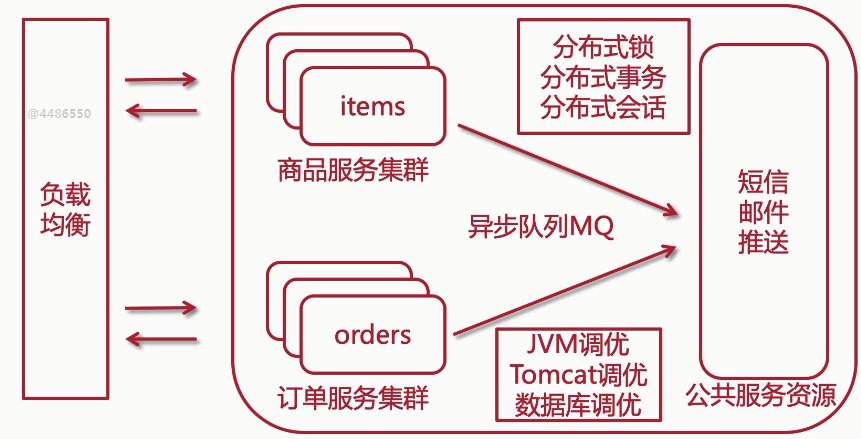 @4486550
负载
均衡
items
商品服务集群
分布式锁
分布式事务
分布式会话
异步队列MQ
短信
邮件
推送
orders
订单服务集群
JVM调优
Tomcat调优
数据库调优
公共服务资源